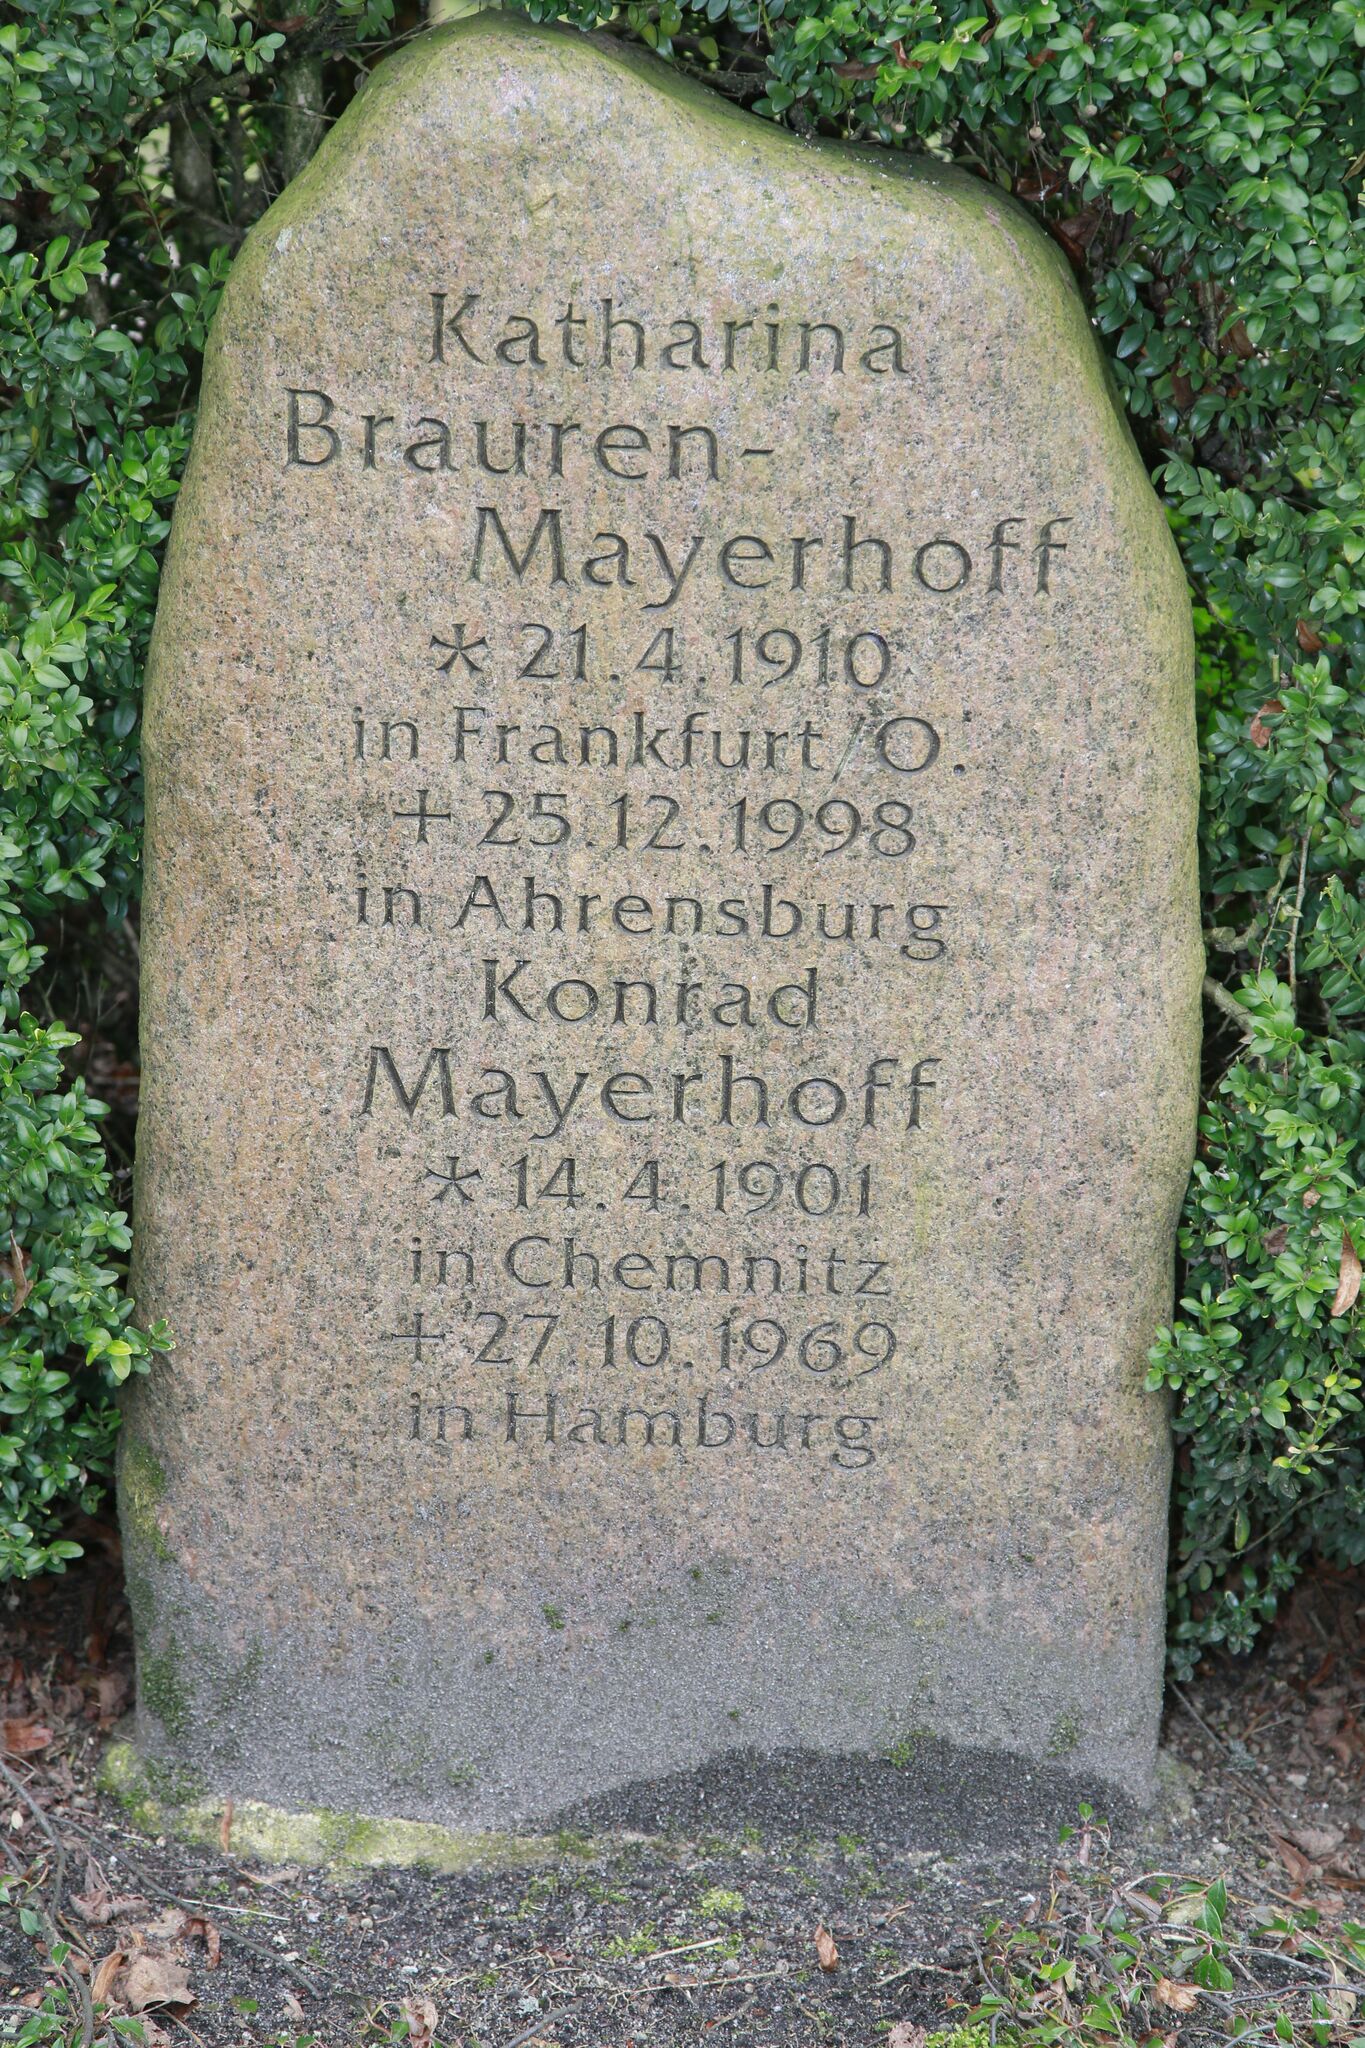 Katharina
Brauren-
Mayerhoff
* 21.4.1910
in Frankfurt/O.
+ 25.12.1998
in Ahrensburg
Konrad
Mayerhoff
* 14.4.1901
in Chemnitz
+ 27.10.1969
in Hamburg